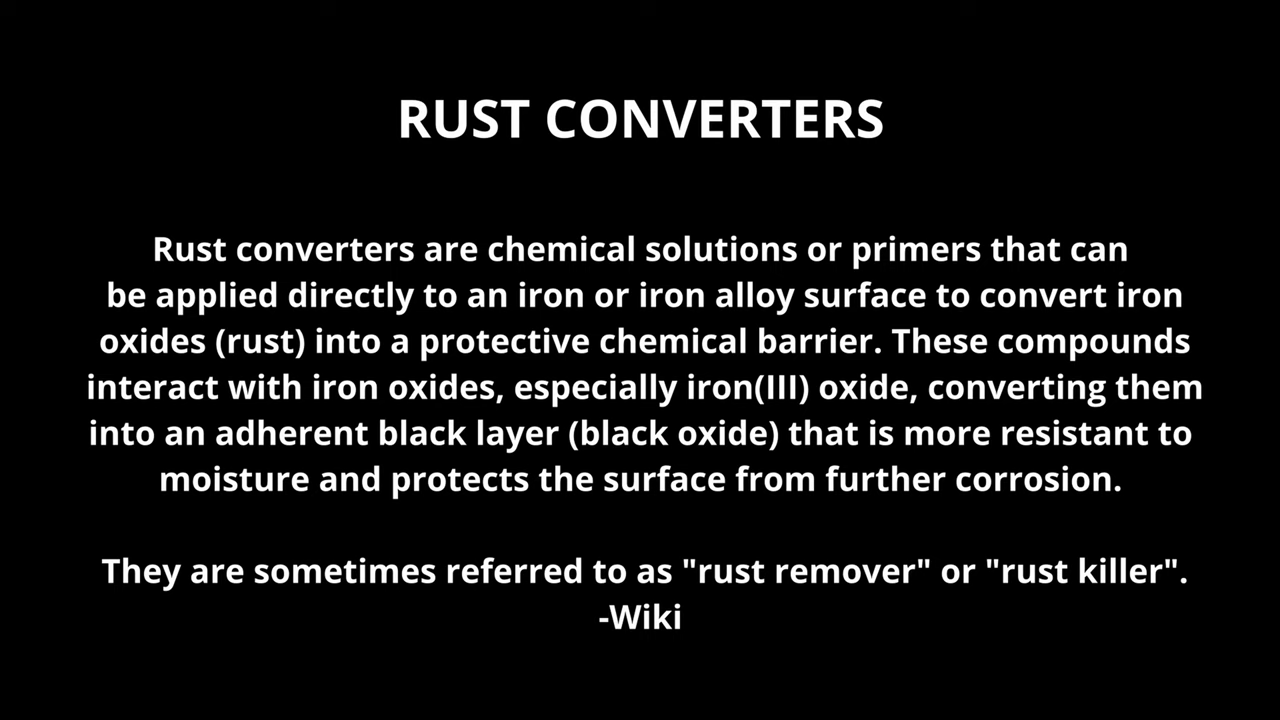 RUST CONVERTERS
Rust converters are chemical solutions or primers that can
be applied directly to an iron or iron alloy surface to convert iron
oxides (rust) into a protective chemical barrier. These compounds
interact with iron oxides, especially iron(III) oxide, converting them
into an adherent black layer (black oxide) that is more resistant to
moisture and protects the surface from further corrosion.
They are sometimes referred to as "rust remover" or "rust killer".
-Wiki